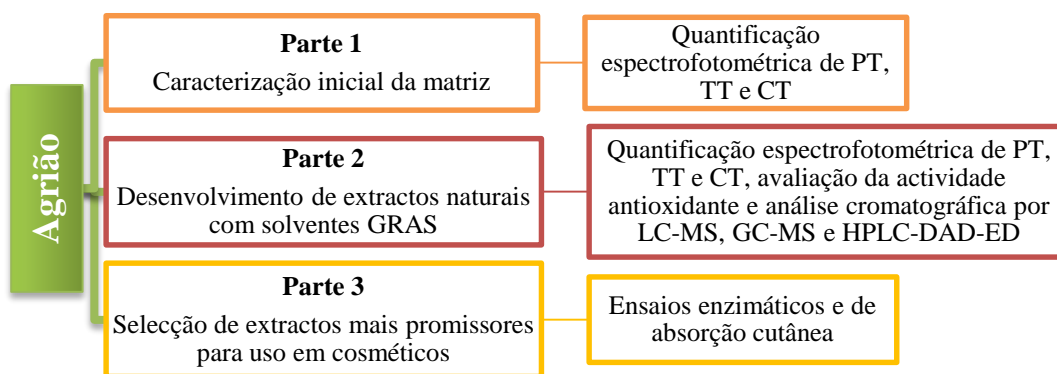 Agrião
Parte 1
Caracterização inicial da matriz
Quantificação
espectrofotométrica de PT,
TT e CT
Parte 2
Desenvolvimento de extractos naturais
com solventes GRAS
Quantificação espectrofotométrica de PT,
TT e CT, avaliação da actividade
antioxidante e análise cromatográfica por
LC-MS, GC-MS e HPLC-DAD-ED
Parte 3
Selecção de extractos mais promissores
para uso em cosméticos
Ensaios enzimáticos e de
absorção cutânea